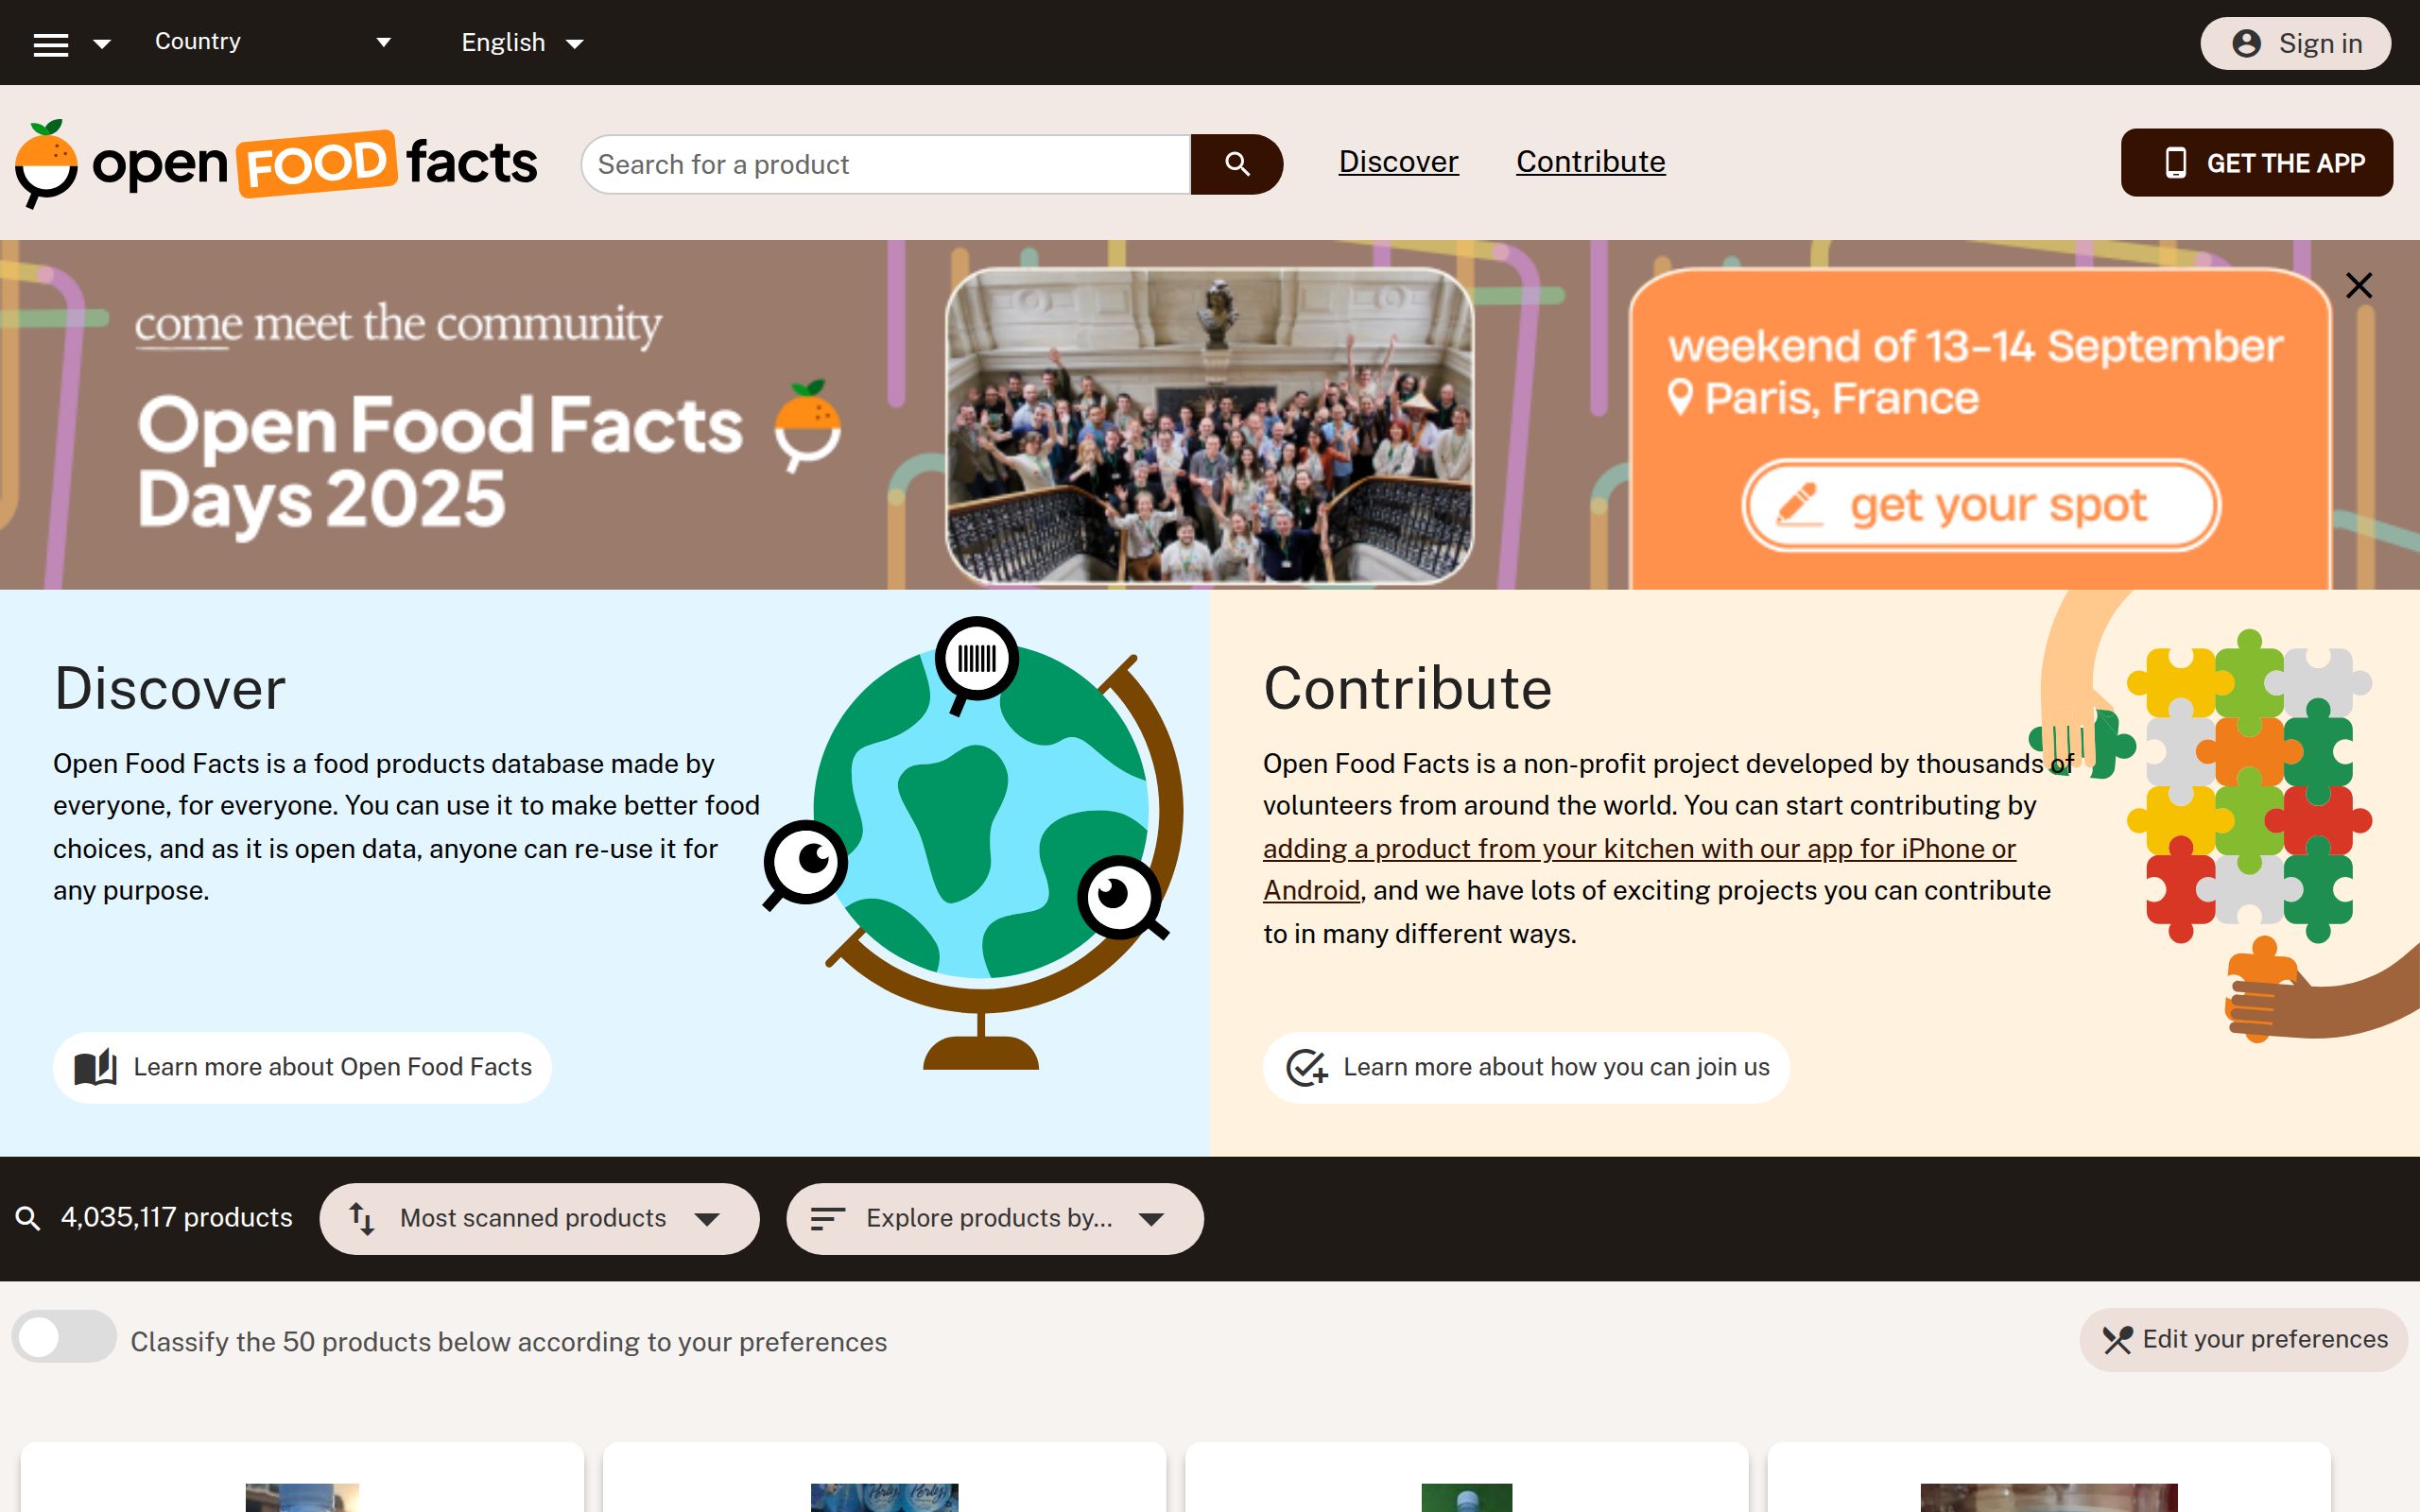 Country
English
Sign in
open FOOD facts
Search for a product
Discover
Contribute
GET THE APP
come meet the community
Open Food Facts
Days 2025
weekend of 13-14 September
Paris, France
get your spot
Discover
Open Food Facts is a food products database made by
everyone, for everyone. You can use it to make better food
choices, and as it is open data, anyone can re-use it for
any purpose.
Learn more about Open Food Facts
Contribute
Open Food Facts is a non-profit project developed by thousands of
volunteers from around the world. You can start contributing by
adding a product from your kitchen with our app for iPhone or
Android, and we have lots of exciting projects you can contribute
to in many different ways.
Learn more about how you can join us
4,035,117 products
Most scanned products
Explore products by...
Classify the 50 products below according to your preferences
Edit your preferences
Perly Perly